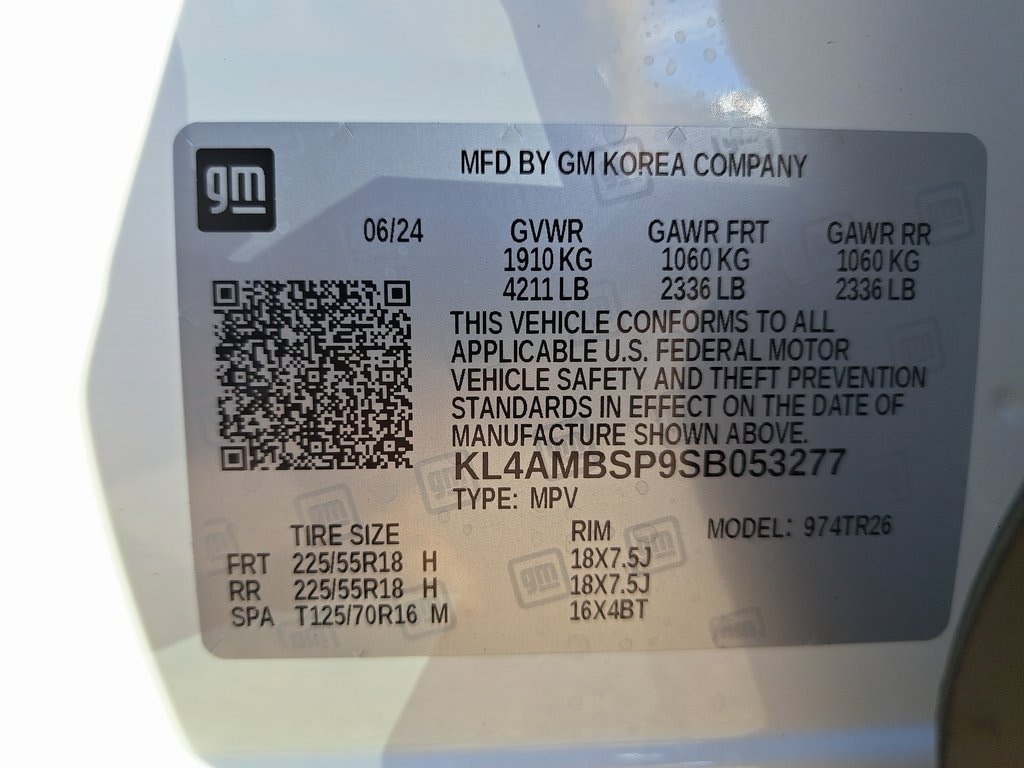 gm
MFD BY GM KOREA COMPANY
06/24 GVWR GAWR FRT GAWR RR
1910 KG 1060 KG 1060 KG
4211 LB 2336 LB 2336 LB
THIS VEHICLE CONFORMS TO ALL
APPLICABLE U.S. FEDERAL MOTOR
VEHICLE SAFETY AND THEFT PREVENTION
STANDARDS IN EFFECT ON THE DATE OF
MANUFACTURE SHOWN ABOVE.
KL4AMBSP9SB053277
TYPE: MPV
TIRE SIZE RIM MODEL: 974TR26
FRT 225/55R18 H 18X7.5J
RR 225/55R18 H 18X7.5J
SPA T125/70R16 M 16X4BT